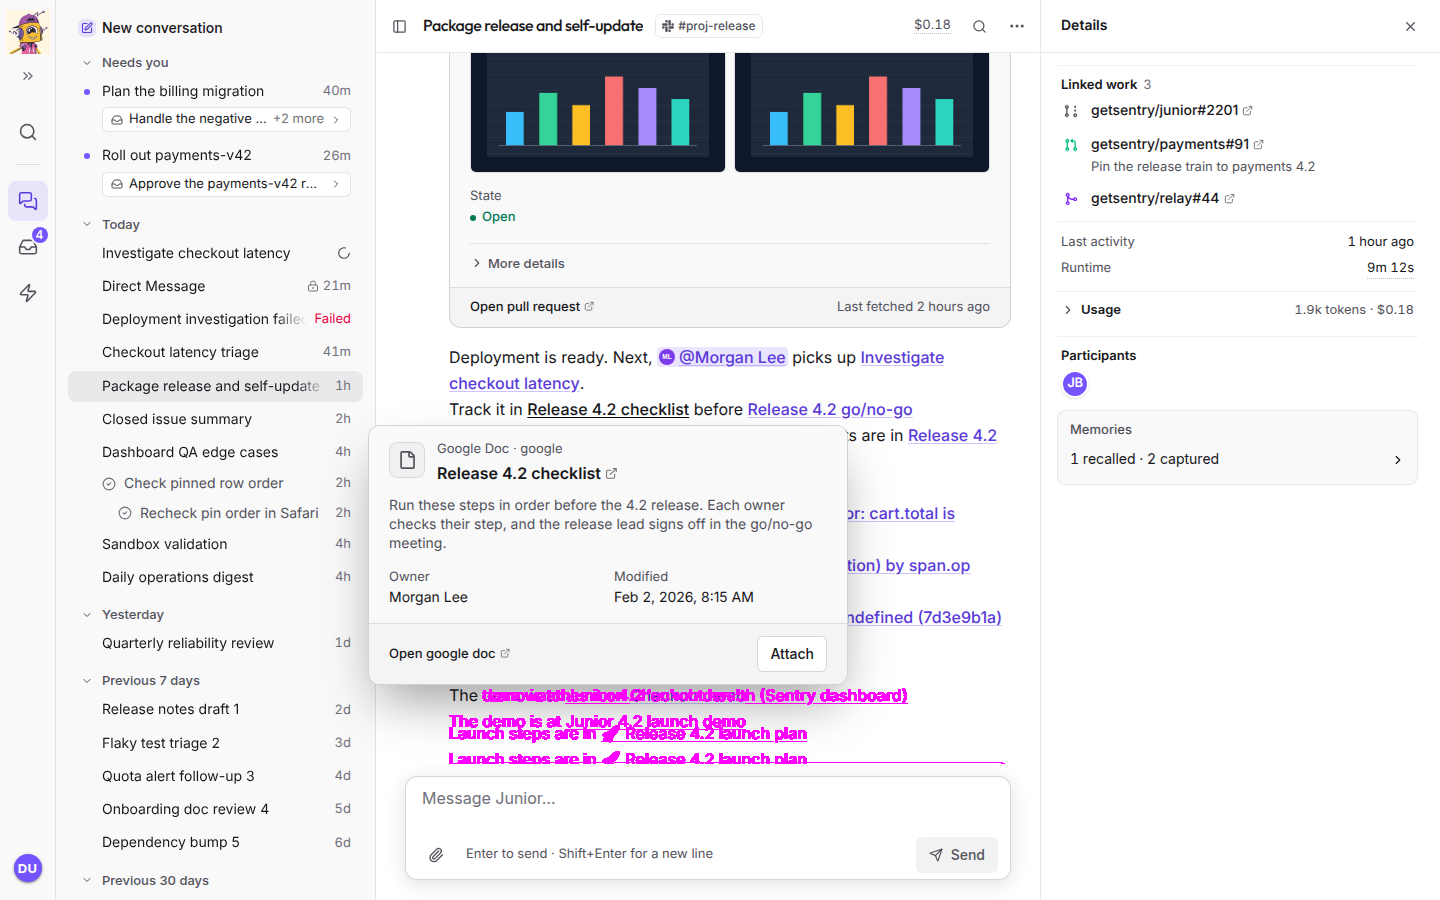 New conversation
Needs you
Plan the billing migration 40m
Handle the negative ... +2 more
Roll out payments-v42 26m
Approve the payments-v42 r...
Today
Investigate checkout latency
Direct Message 21m
Deployment investigation failed Failed
Checkout latency triage 41m
Package release and self-update 1h
Closed issue summary 2h
Dashboard QA edge cases 4h
Check pinned row order 2h
Recheck pin order in Safari 2h
Sandbox validation 4h
Daily operations digest 4h
Yesterday
Quarterly reliability review 1d
Previous 7 days
Release notes draft 1 2d
Flaky test triage 2 3d
Quota alert follow-up 3 4d
Onboarding doc review 4 5d
Dependency bump 5 6d
Previous 30 days
4
DU
Package release and self-update #proj-release $0.18
State
Open
More details
Open pull request Last fetched 2 hours ago
Deployment is ready. Next, ML @Morgan Lee picks up Investigate
checkout latency.
Track it in Release 4.2 checklist before Release 4.2 go/no-go
s are in Release 4.2
or: cart.total is
tion) by span.op
ndefined (7d3e9b1a)
Google Doc · google
Release 4.2 checklist
Run these steps in order before the 4.2 release. Each owner
checks their step, and the release lead signs off in the go/no-go
meeting.
Owner Modified
Morgan Lee Feb 2, 2026, 8:15 AM
Open google doc Attach
The (Sentry dashboard)
The demo is at Junior 4.2 launch demo
Launch steps are in 🚀 Release 4.2 launch plan
Launch steps are in 🚀 Release 4.2 launch plan
Message Junior...
Enter to send · Shift+Enter for a new line Send
Details
Linked work 3
getsentry/junior#2201
getsentry/payments#91
Pin the release train to payments 4.2
getsentry/relay#44
Last activity 1 hour ago
Runtime 9m 12s
Usage 1.9k tokens · $0.18
Participants
JB
Memories
1 recalled · 2 captured